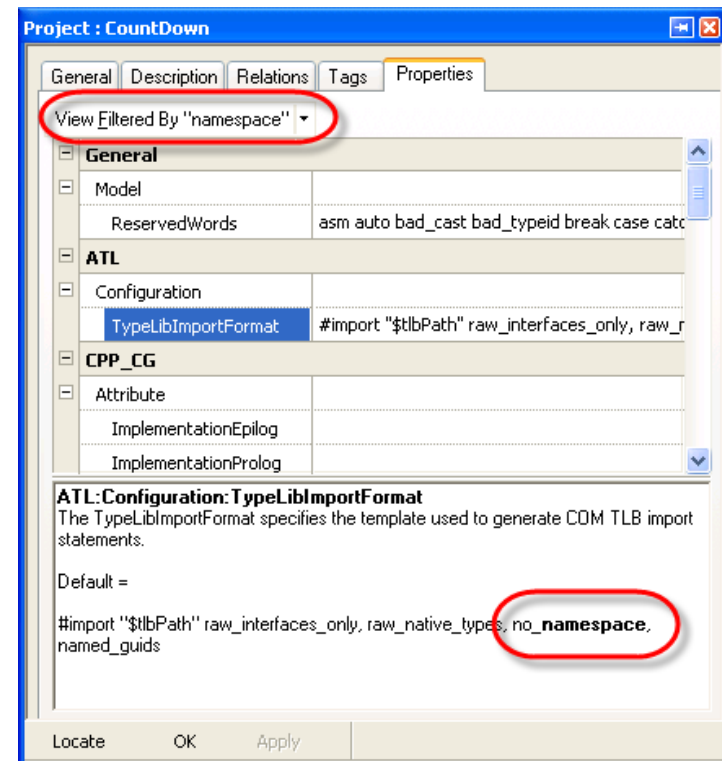 Project : CountDown
General Description Relations Tags Properties
View Filtered By "namespace"
General
Model
ReservedWords asm auto bad_cast bad_typeid break case catc
ATL
Configuration
TypeLibImportFormat #import "$tlbPath" raw_interfaces_only, raw_r
CPP_CG
Attribute
ImplementationEpilog
ImplementationProlog
ATL:Configuration:TypeLibImportFormat
The TypeLibImportFormat specifies the template used to generate COM TLB import
statements.
Default =
#import "$tlbPath" raw_interfaces_only, raw_native_types, no_namespace,
named_guids
Locate OK Apply